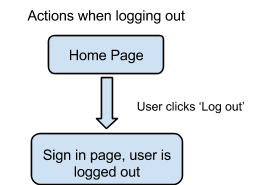 Actions when logging out
Home Page
User clicks ‘Log out’
Sign in page, user is
logged out